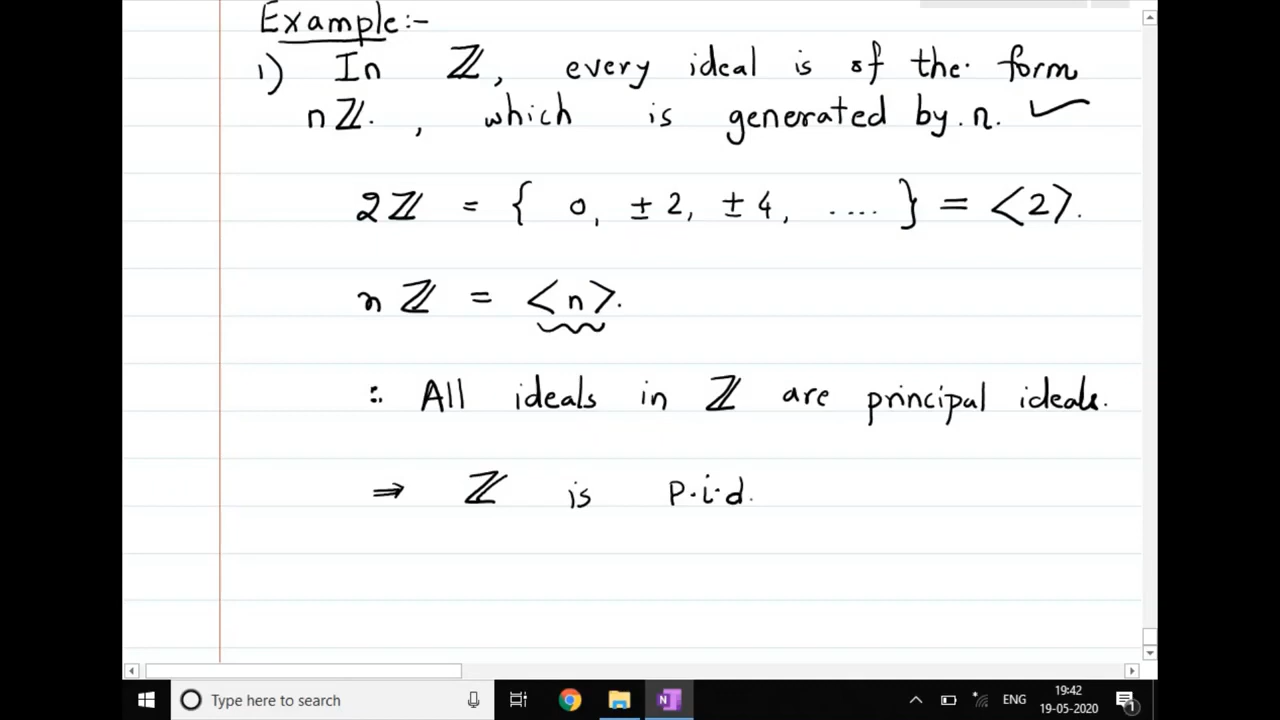 Example:-
1) In ℤ, every ideal is of the form
nℤ. , which is generated by n.
2ℤ = { 0, ± 2, ± 4, .... } = <2>.
nℤ = <n>.
∴ All ideals in ℤ are principal ideals.
⇒ ℤ is p.i.d.
Type here to search
ENG
19:42
19-05-2020
1